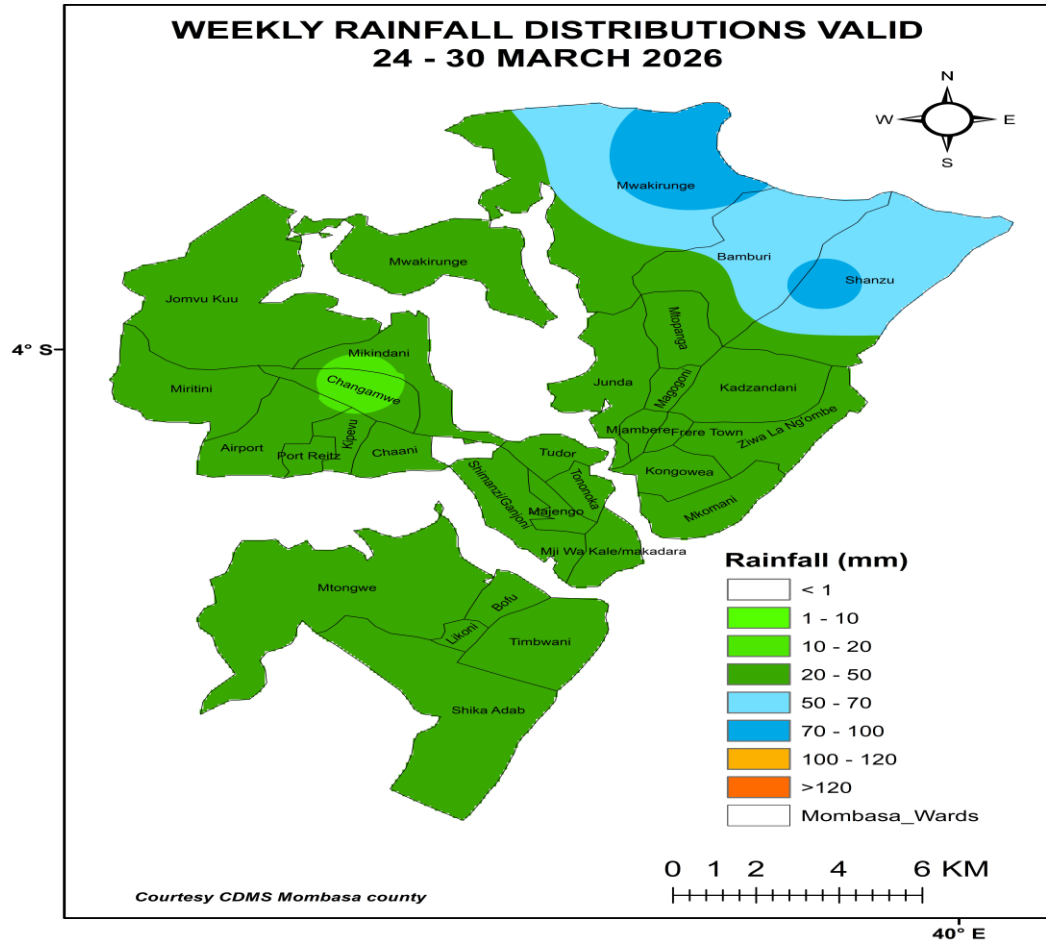 WEEKLY RAINFALL DISTRIBUTIONS VALID
24 - 30 MARCH 2026
N
W
E
S
Mwakirunge
Bamburi
Shanzu
Mwakirunge
Jomvu Kuu
Mtopanga
4° S
Mikindani
Miritini
Changamwe
Junda
Magogoni
Kadzandani
Airport
Port Reitz
Kipevu
Chaani
Mjambere
Frere Town
Ziwa La Ng'ombe
Tudor
Kongowea
Shimanzi/Ganjoni
Tononoka
Majengo
Mkomani
Mji Wa Kale/makadara
Mtongwe
Bofu
Likoni
Timbwani
Shika Adab
Rainfall (mm)
< 1
1 - 10
10 - 20
20 - 50
50 - 70
70 - 100
100 - 120
>120
Mombasa_Wards
0 1 2 4 6 KM
Courtesy CDMS Mombasa county
40° E